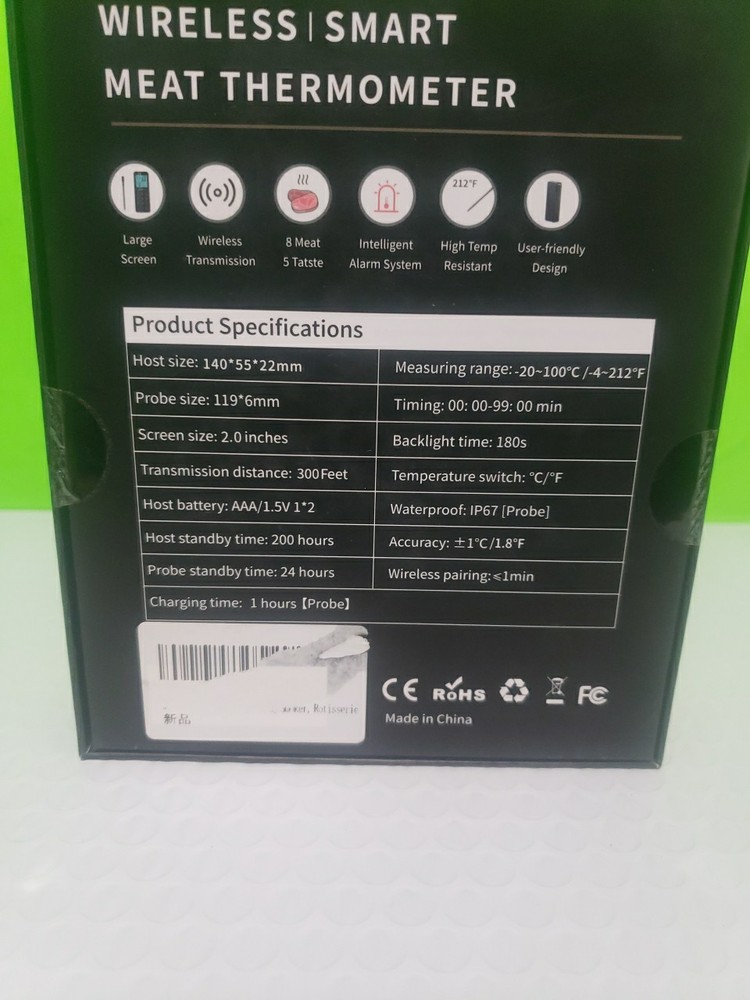 WIRELESS | SMART
MEAT THERMOMETER
212°F
Large
Screen
Wireless
Transmission
8 Meat
5 Tatste
Intelligent
Alarm System
High Temp
Resistant
User-friendly
Design
Product Specifications
Host size: 140*55*22mm
Measuring range:-20~100℃/-4~212℉
Probe size: 119*6mm
Timing: 00: 00-99: 00 min
Screen size: 2.0 inches
Backlight time: 180s
Transmission distance: 300Feet
Temperature switch: ℃/℉
Host battery: AAA/1.5V 1*2
Waterproof: IP67 [Probe]
Host standby time: 200 hours
Accuracy: ±1℃/1.8℉
Probe standby time: 24 hours
Wireless pairing:≤1min
Charging time: 1 hours【Probe】
Rotisserie
新品
CE RoHS FC
Made in China